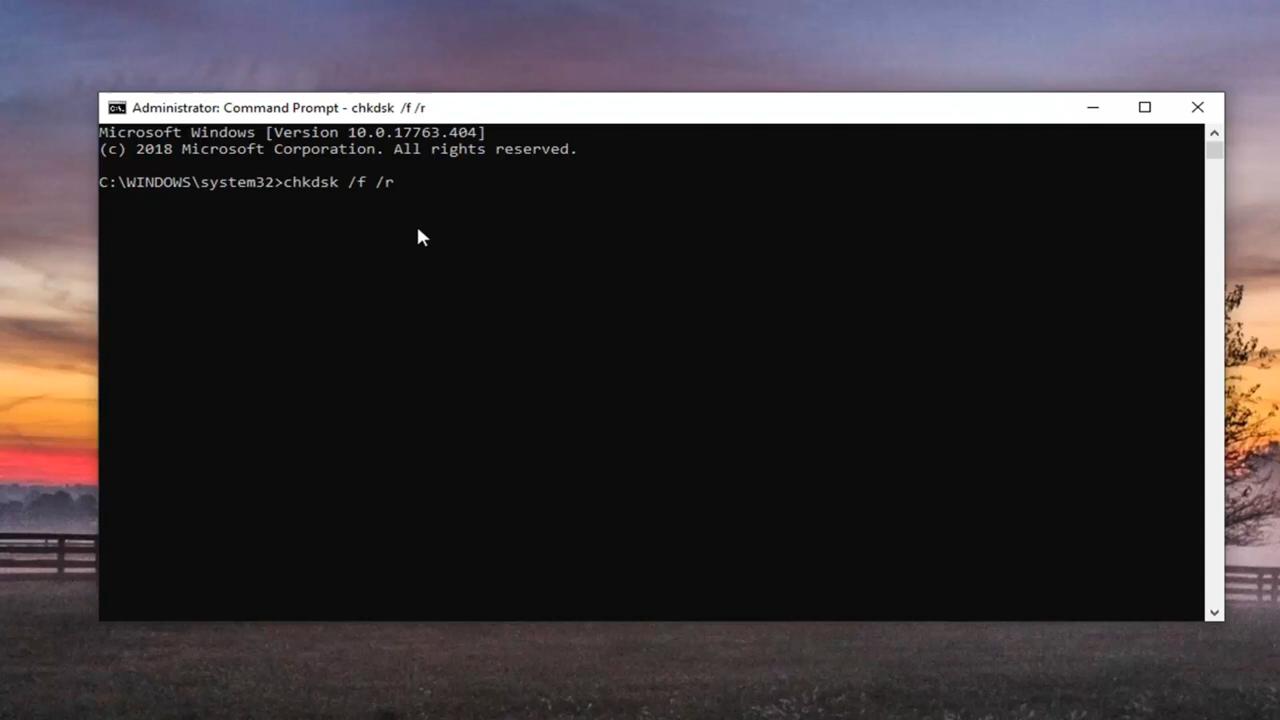 Administrator: Command Prompt - chkdsk /f /r
Microsoft Windows [Version 10.0.17763.404]
(c) 2018 Microsoft Corporation. All rights reserved.
C:\WINDOWS\system32>chkdsk /f /r